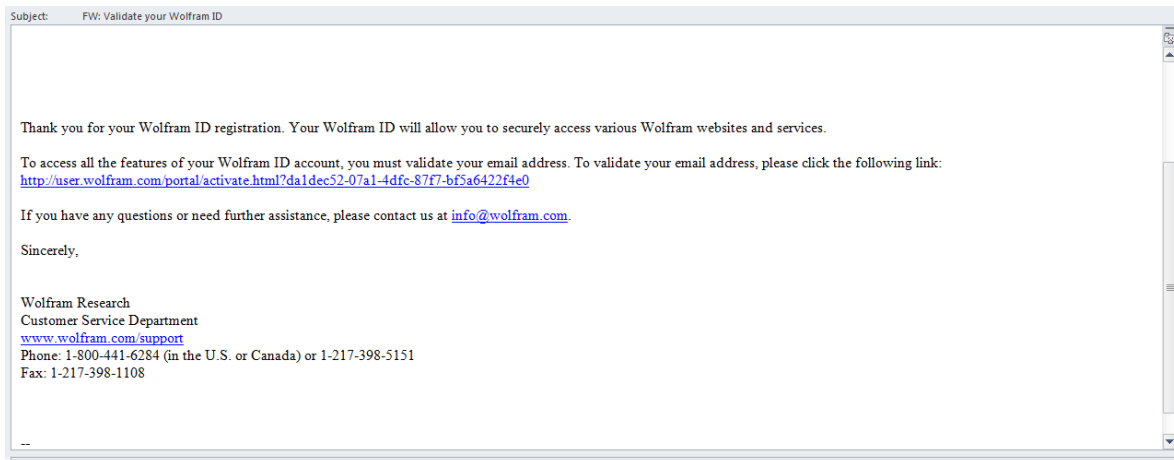 Subject: FW: Validate your Wolfram ID
Thank you for your Wolfram ID registration. Your Wolfram ID will allow you to securely access various Wolfram websites and services.
To access all the features of your Wolfram ID account, you must validate your email address. To validate your email address, please click the following link:
http://user.wolfram.com/portal/activate.html?da1dec52-07a1-4dfc-87f7-bf5a6422f4e0
If you have any questions or need further assistance, please contact us at info@wolfram.com.
Sincerely,
Wolfram Research
Customer Service Department
www.wolfram.com/support
Phone: 1-800-441-6284 (in the U.S. or Canada) or 1-217-398-5151
Fax: 1-217-398-1108
--